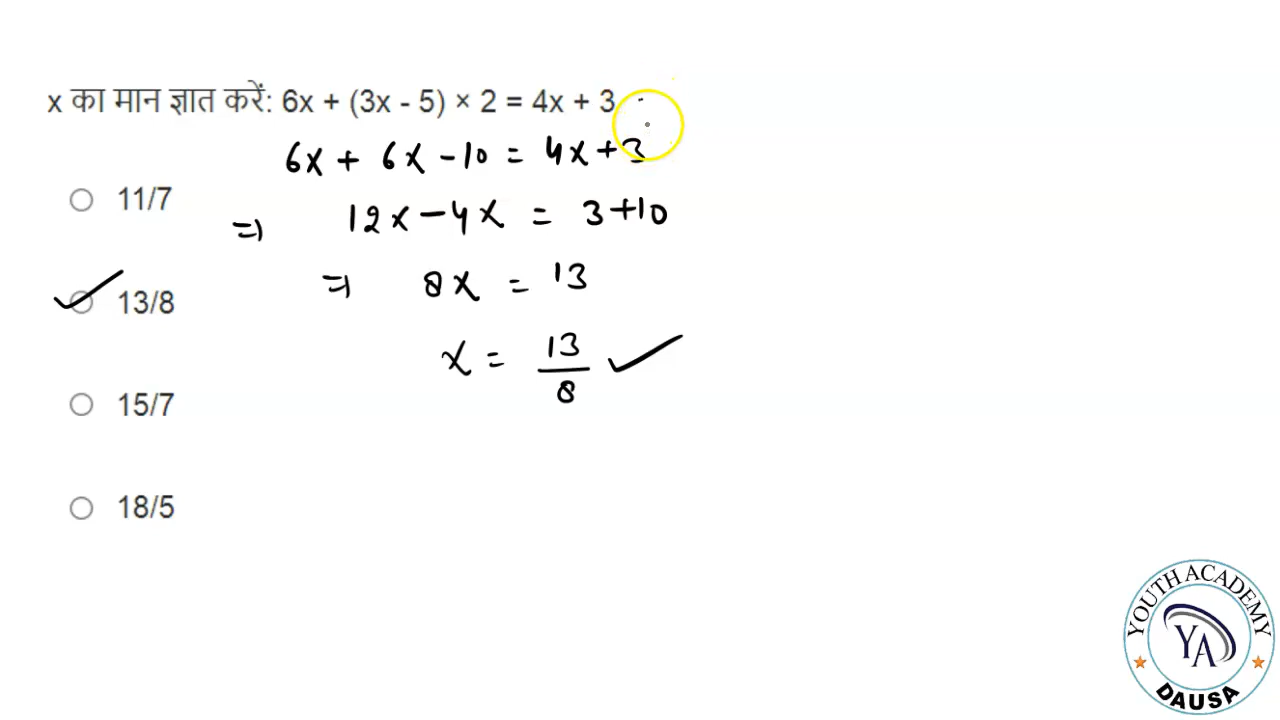 x का मान ज्ञात करें: 6x + (3x - 5) × 2 = 4x + 3
6x + 6x - 10 = 4x + 3
11/7
⇒ 12x - 4x = 3 + 10
⇒ 8x = 13
13/8
x = 13/8
15/7
18/5
YOUTH ACADEMY
YA
DAUSA